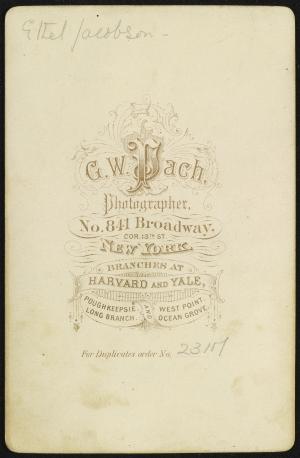 Ethel Jacobson -
G. W. Pach,
Photographer,
No. 841 Broadway.
COR. 13TH ST.
NEW YORK.
BRANCHES AT
HARVARD AND YALE,
POUGHKEEPSIE AND WEST POINT
LONG BRANCH OCEAN GROVE.
For Duplicates order No.